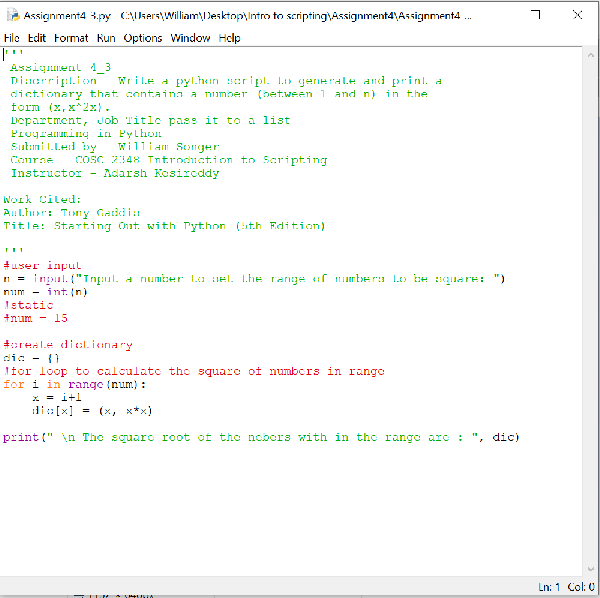 Assignment4-3.py - C:\Users\William\Desktop\Intro to scripting\Assignment4\Assignment4 ...
File Edit Format Run Options Window Help
'''
Assignment 4_3
Discription - Write a python script to generate and print a
dictionary that contains a number (between 1 and n) in the
form (x,x^2x).
Department, Job Title pass it to a list
Programming in Python
Submitted by - William Songer
Course - COSC 2348 Introduction to Scripting
Instructor - Adarsh Kesireddy
Work Cited:
Author: Tony Gaddis
Title: Starting Out with Python (5th Edition)
'''
#user input
n = input("Input a number to set the range of numbers to be square: ")
num = int(n)
#static
#num = 15
#create dictionary
dic = {}
#for loop to calculate the square of numbers in range
for i in range(num):
x = i+1
dic[x] = (x, x*x)
print(" \n The square root of the nebers with in the range are : ", dic)
Ln: 1 Col: 0